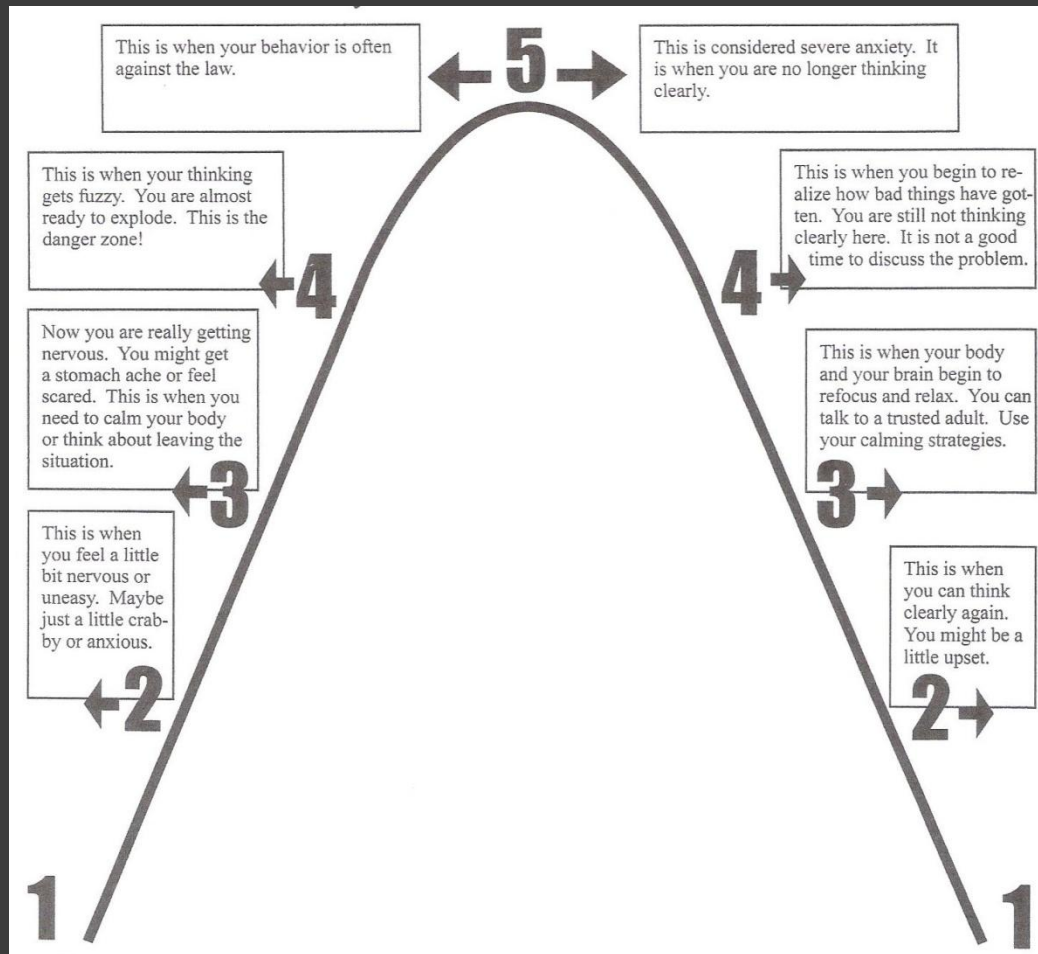 This is when your behavior is often
against the law.
5
This is considered severe anxiety. It
is when you are no longer thinking
clearly.
This is when your thinking
gets fuzzy. You are almost
ready to explode. This is the
danger zone!
4
This is when you begin to re-
alize how bad things have got-
ten. You are still not thinking
clearly here. It is not a good
time to discuss the problem.
4
Now you are really getting
nervous. You might get
a stomach ache or feel
scared. This is when you
need to calm your body
or think about leaving the
situation.
3
This is when your body
and your brain begin to
refocus and relax. You can
talk to a trusted adult. Use
your calming strategies.
3
This is when
you feel a little
bit nervous or
uneasy. Maybe
just a little crab-
by or anxious.
2
This is when
you can think
clearly again.
You might be a
little upset.
2
1
1